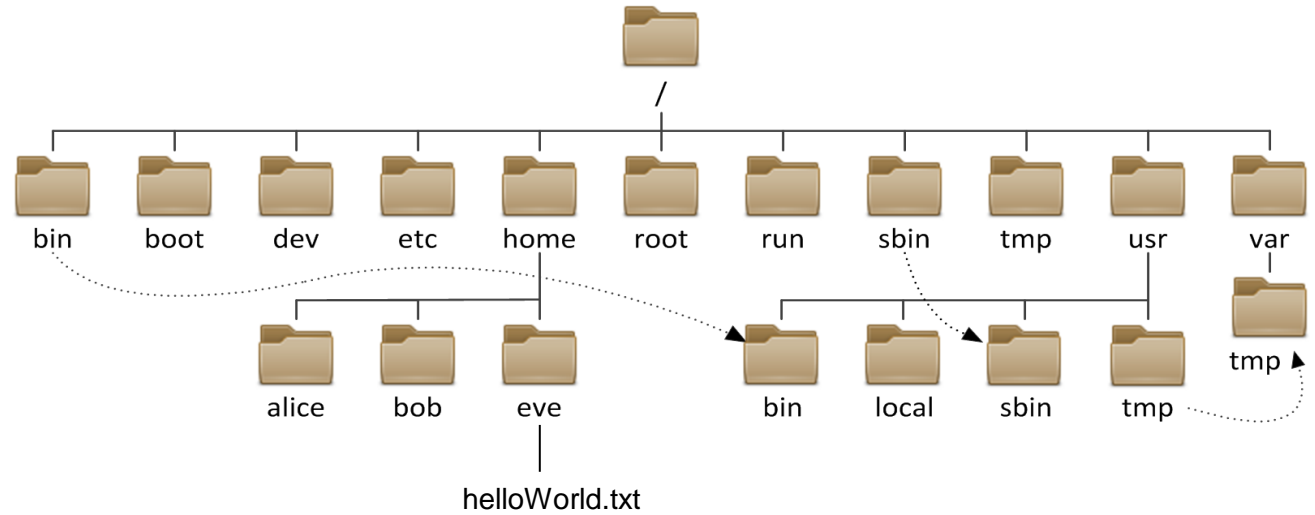 /
bin boot dev etc home root run sbin tmp usr var
tmp
alice bob eve bin local sbin tmp
helloWorld.txt